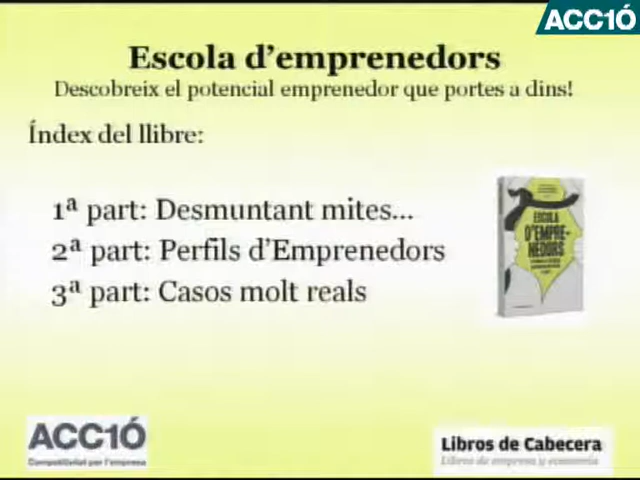 ACC1Ó
Escola d'emprenedors
Descobreix el potencial emprenedor que portes a dins!
Índex del llibre:
1ª part: Desmuntant mites...
2ª part: Perfils d'Emprenedors
3ª part: Casos molt reals
ESCOLA
D'EMPRE-
NEDORS
ACC1Ó
Competitivitat per l'empresa
Libros de Cabecera
Libros de empresa y economía